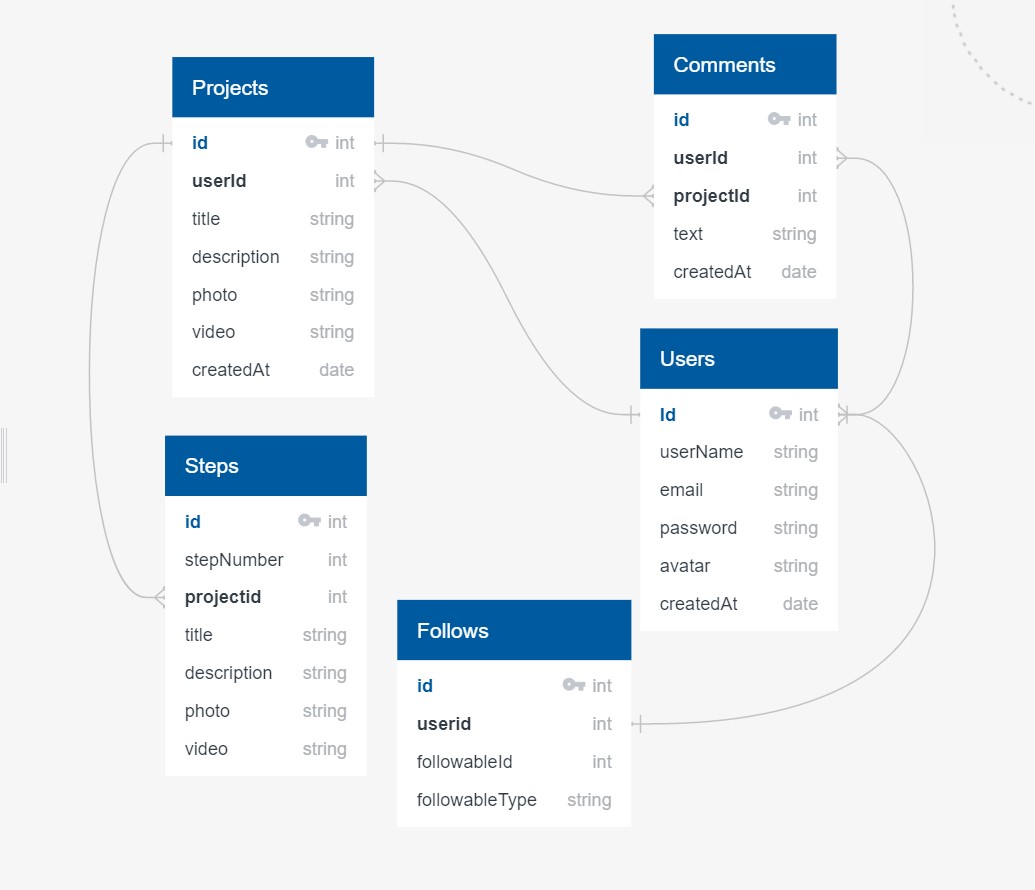 Projects
id int
userId int
title string
description string
photo string
video string
createdAt date
Comments
id int
userId int
projectId int
text string
createdAt date
Users
Id int
userName string
email string
password string
avatar string
createdAt date
Steps
id int
stepNumber int
projectid int
title string
description string
photo string
video string
Follows
id int
userid int
followableId int
followableType string